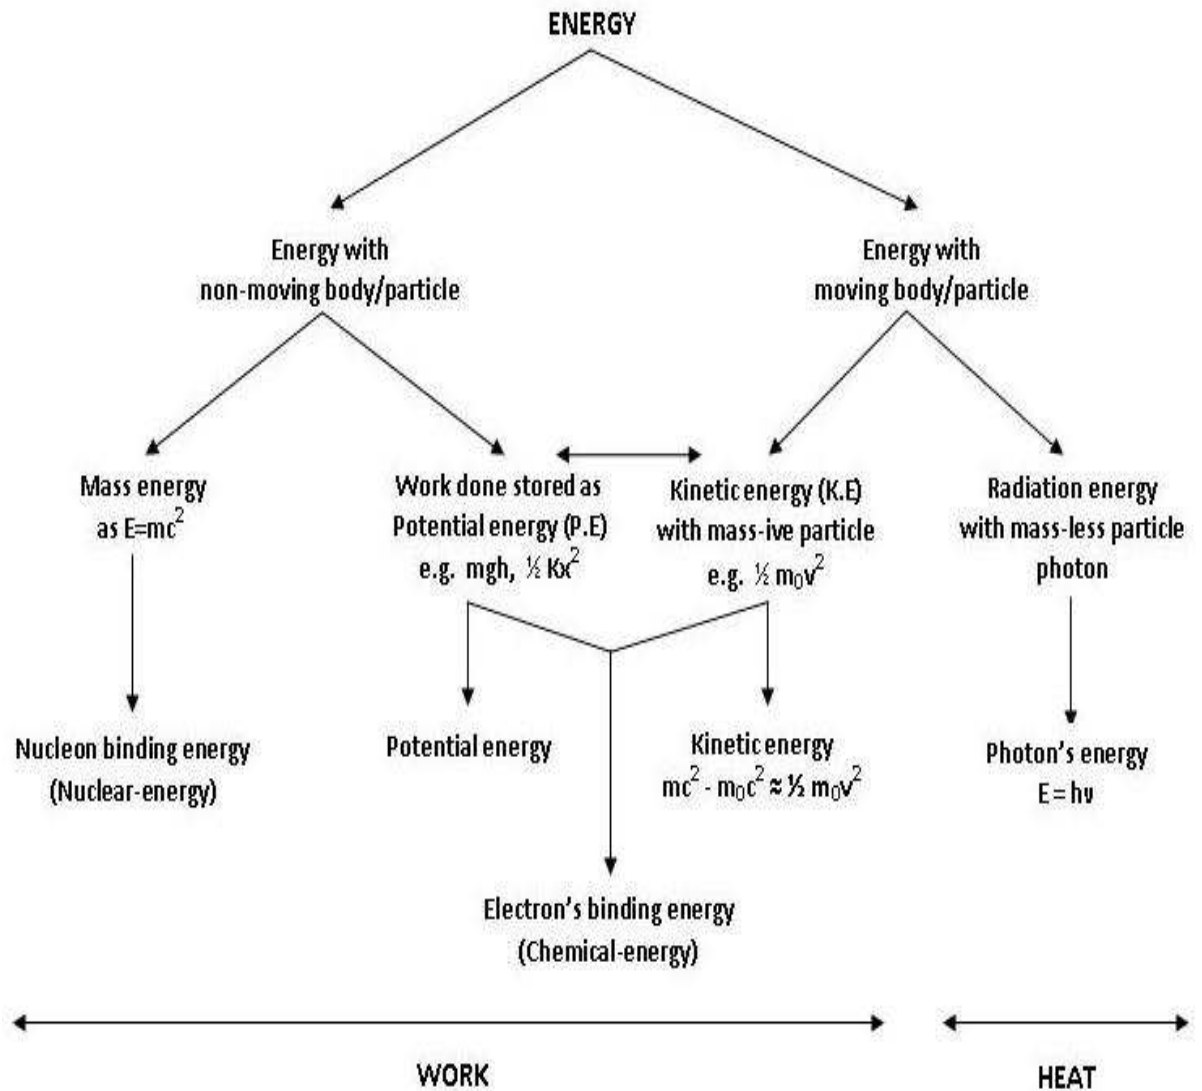 ENERGY
Energy with
non-moving body/particle
Energy with
moving body/particle
Mass energy
as E=mc²
Work done stored as
Potential energy (P.E)
e.g. mgh, ½ Kx²
Kinetic energy (K.E)
with mass-ive particle
e.g. ½ m₀v²
Radiation energy
with mass-less particle
photon
Nucleon binding energy
(Nuclear-energy)
Potential energy
Kinetic energy
mc² - m₀c² ≈ ½ m₀v²
Photon's energy
E = hν
Electron's binding energy
(Chemical-energy)
WORK
HEAT